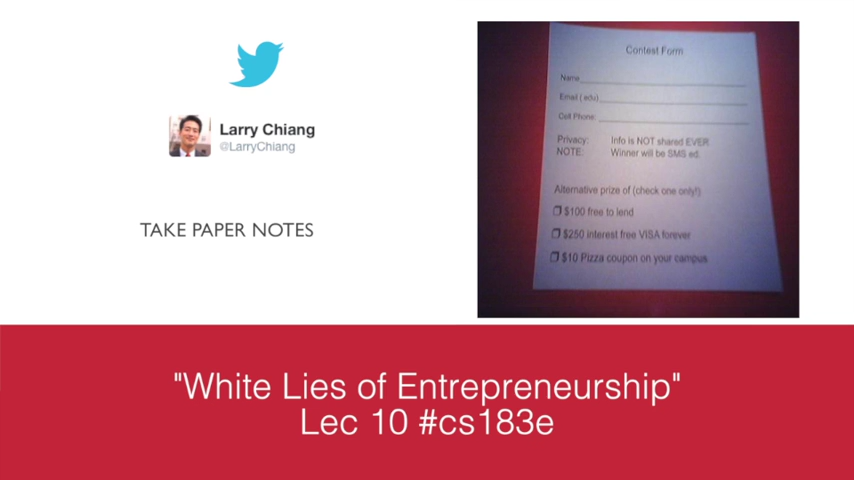 Larry Chiang
@LarryChiang
TAKE PAPER NOTES
Contest Form
Name
Email (.edu)
Cell Phone:
Privacy: Info is NOT shared EVER
NOTE: Winner will be SMS ed.
Alternative prize of (check one only!)
$100 free to lend
$250 interest free VISA forever
$10 Pizza coupon on your campus
"White Lies of Entrepreneurship"
Lec 10 #cs183e